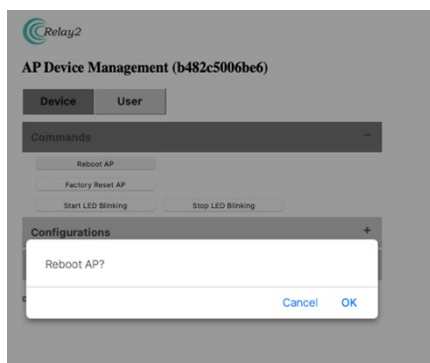 Relay2
AP Device Management (b482c5006be6)
Device User
Commands −
Reboot AP
Factory Reset AP
Start LED Blinking Stop LED Blinking
Configurations +
Reboot AP?
Cancel OK